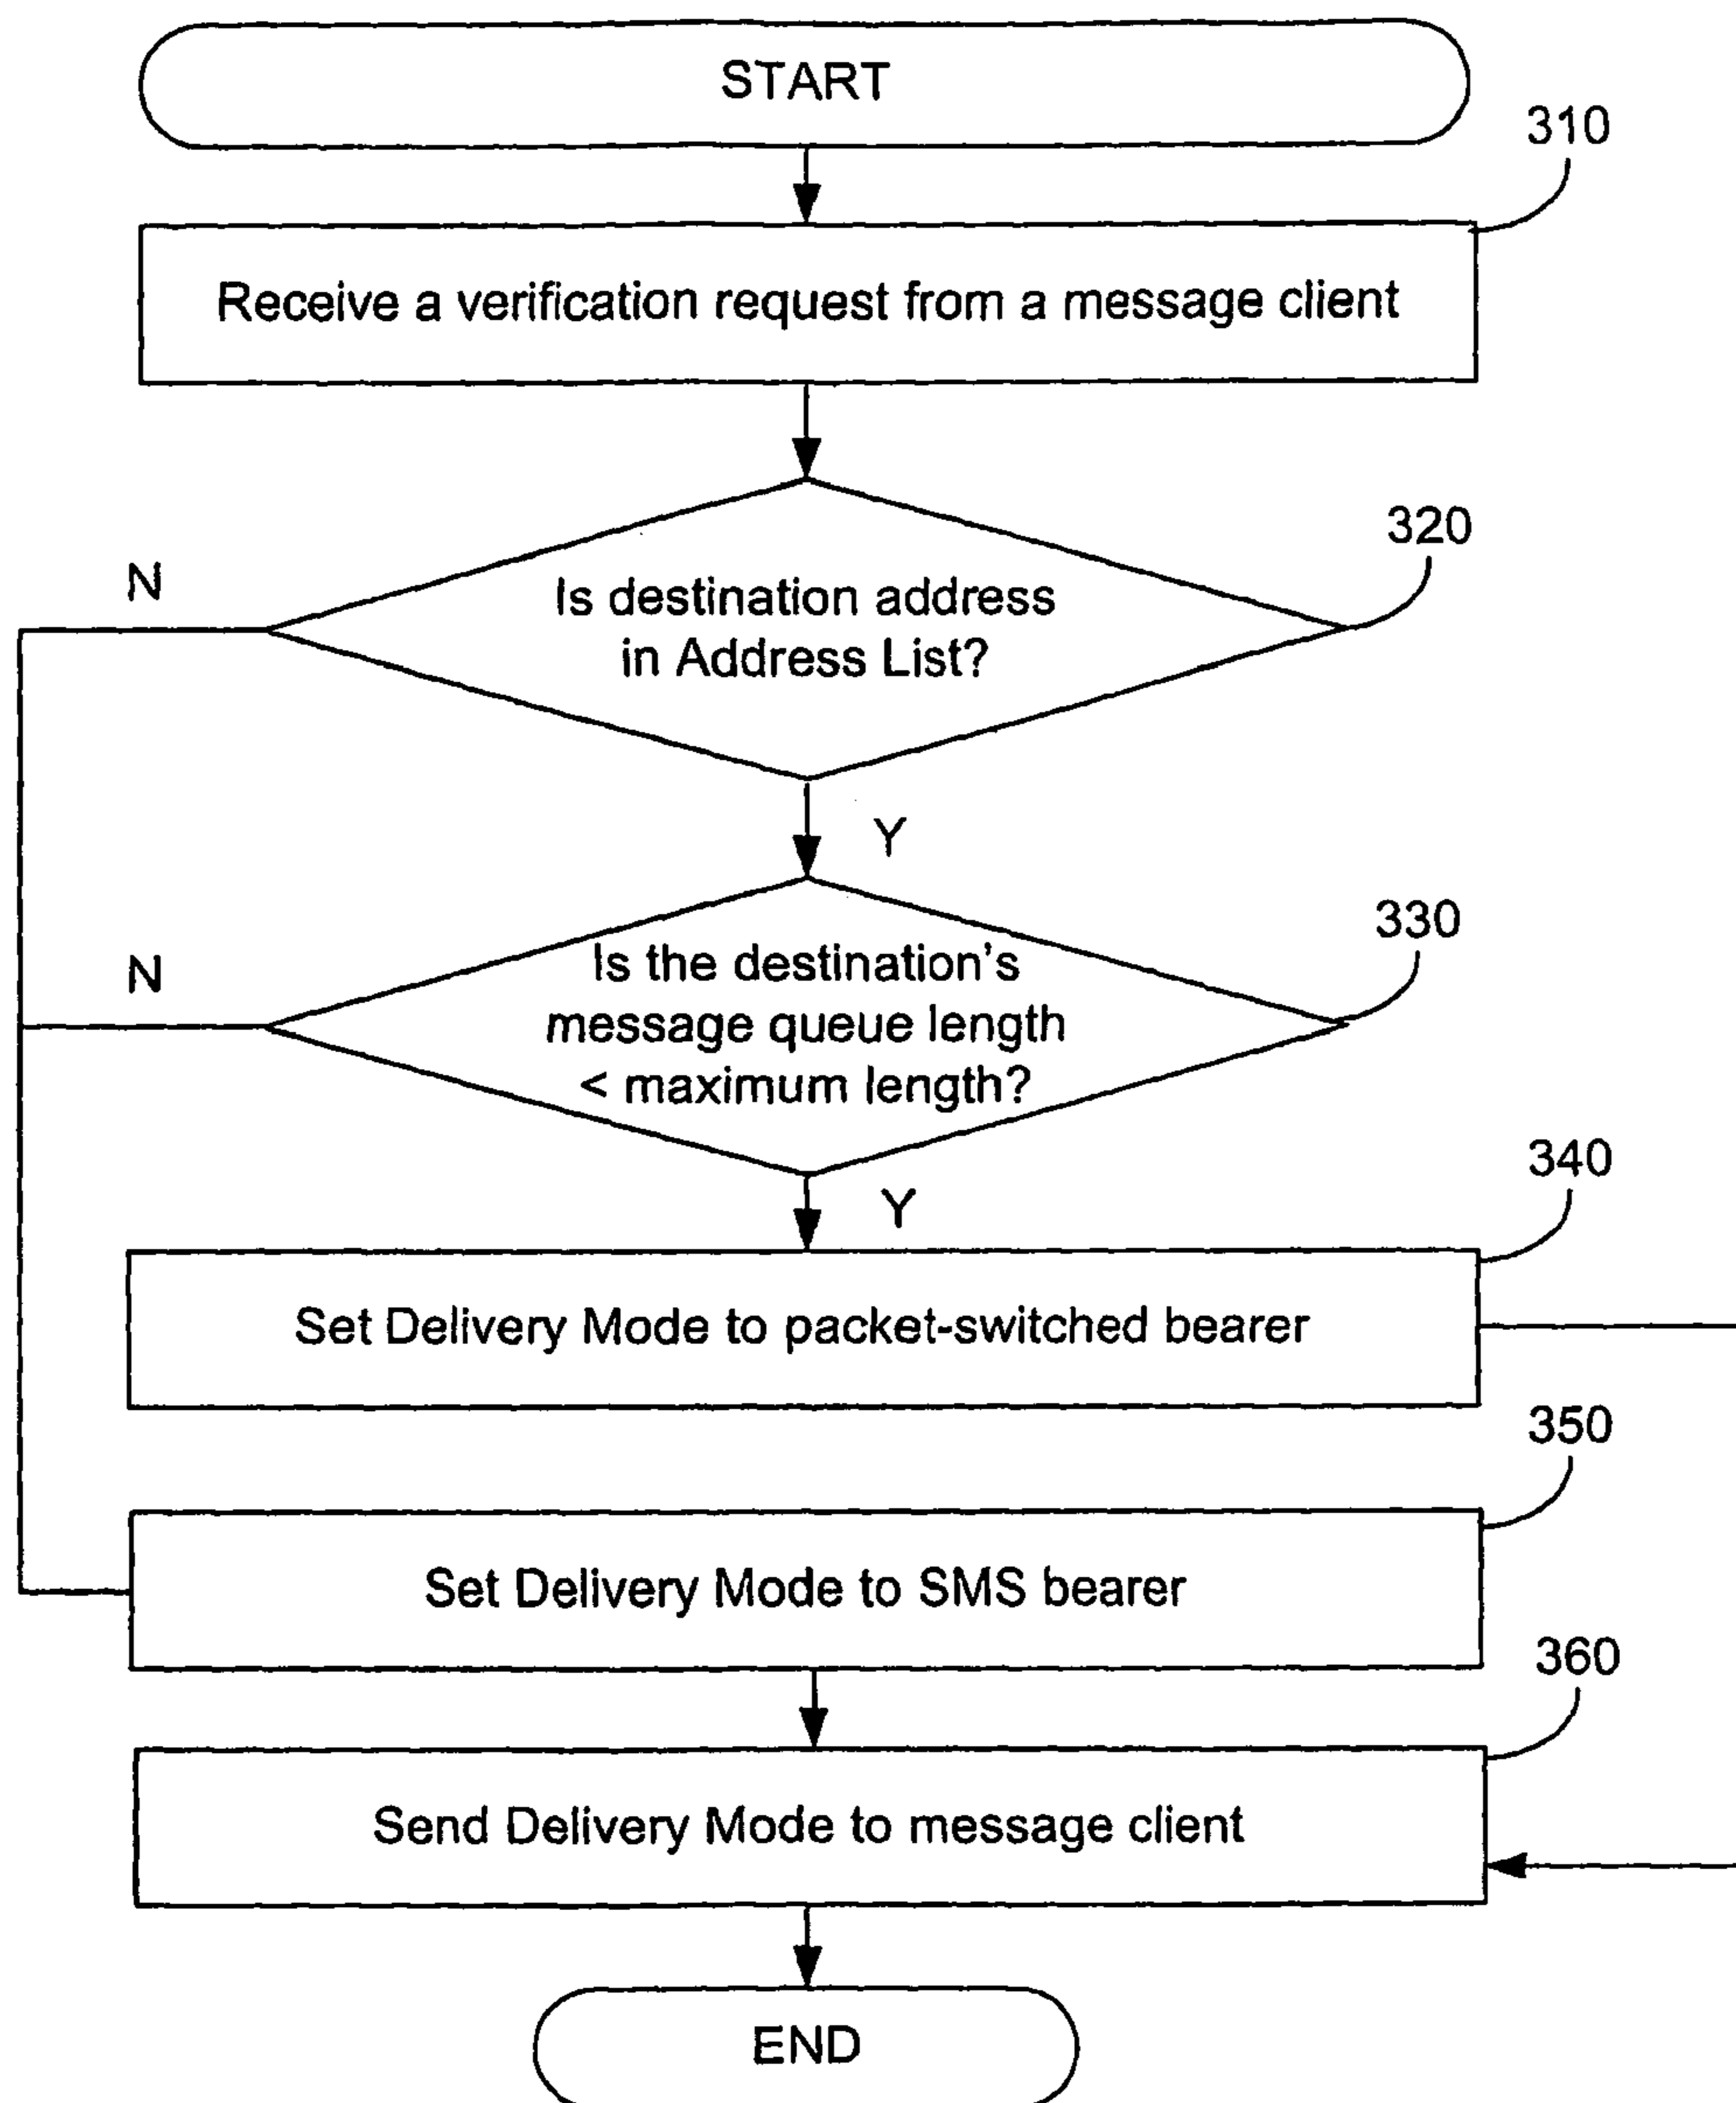 START
310
Receive a verification request from a message client
320
N
Is destination address
in Address List?
Y
330
N
Is the destination's
message queue length
< maximum length?
Y
340
Set Delivery Mode to packet-switched bearer
350
Set Delivery Mode to SMS bearer
360
Send Delivery Mode to message client
END